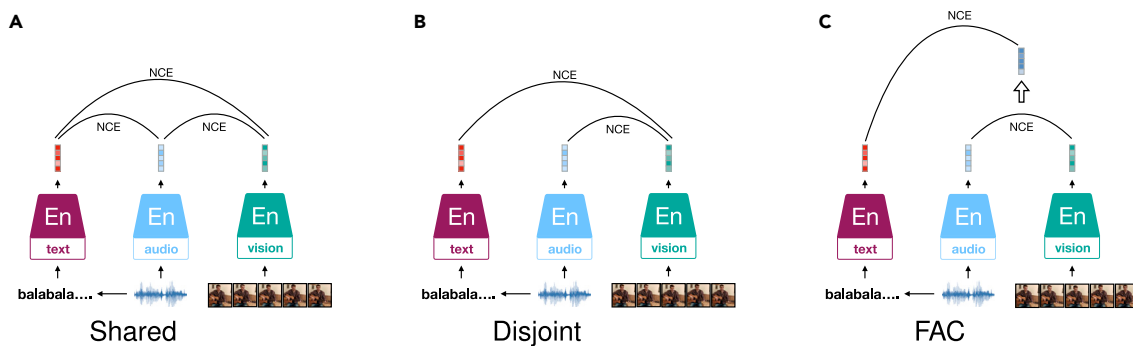 A
NCE
NCE
NCE
En
En
En
text
audio
vision
balabala....
Shared
B
NCE
NCE
En
En
En
text
audio
vision
balabala....
Disjoint
C
NCE
NCE
En
En
En
text
audio
vision
balabala....
FAC